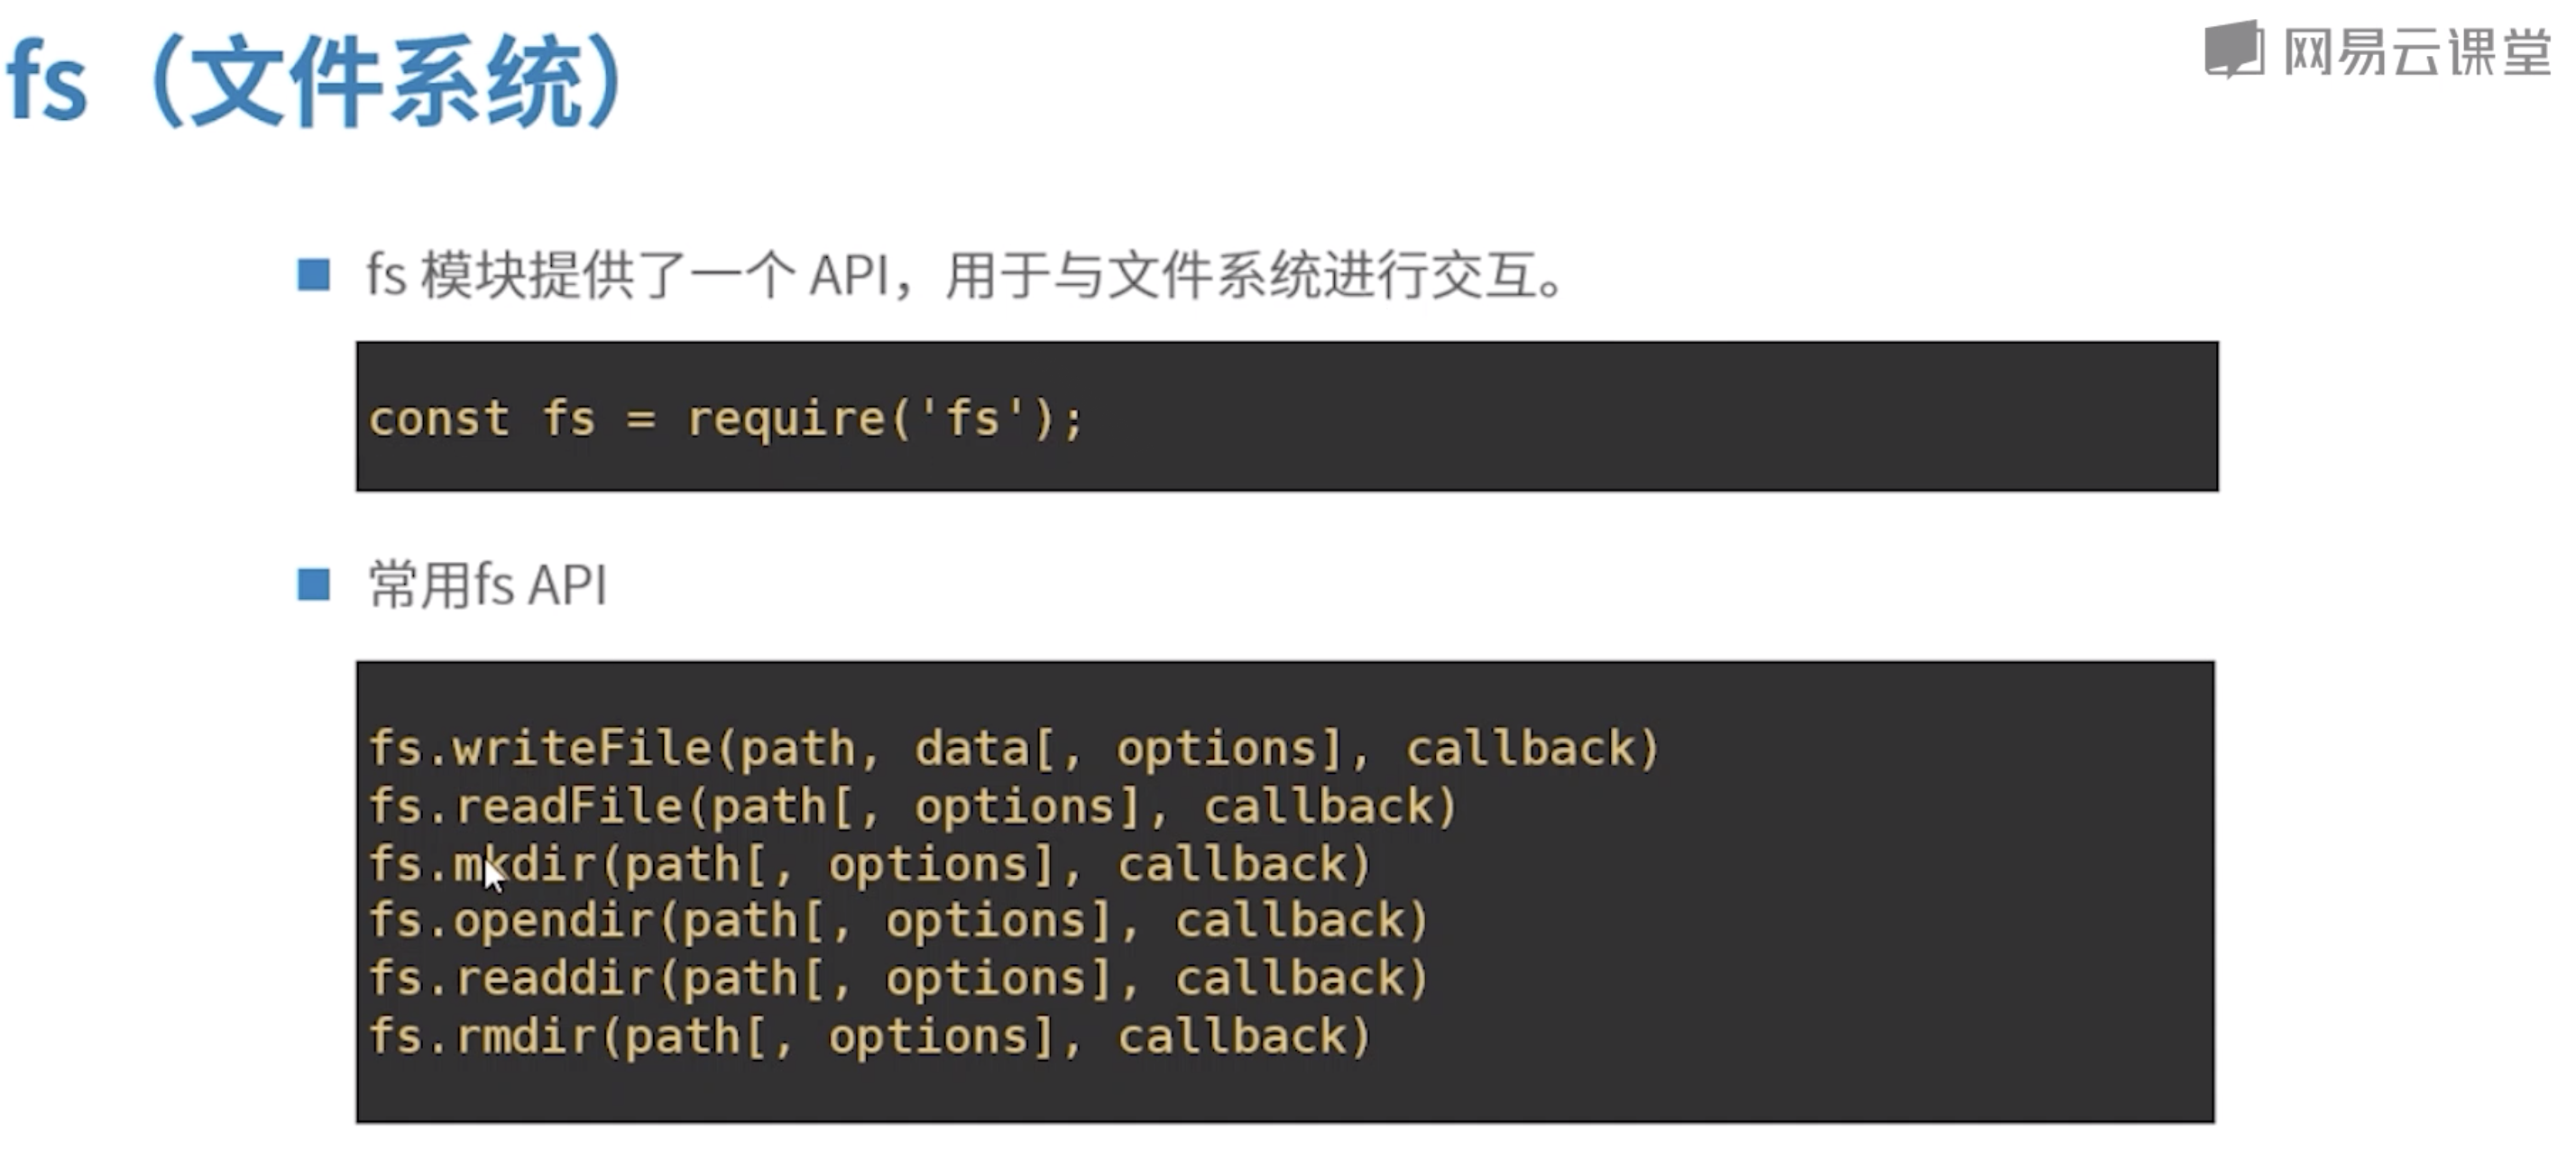 fs（文件系统）
网易云课堂
fs 模块提供了一个 API，用于与文件系统进行交互。
const fs = require('fs');
常用fs API
fs.writeFile(path, data[, options], callback)
fs.readFile(path[, options], callback)
fs.mkdir(path[, options], callback)
fs.opendir(path[, options], callback)
fs.readdir(path[, options], callback)
fs.rmdir(path[, options], callback)